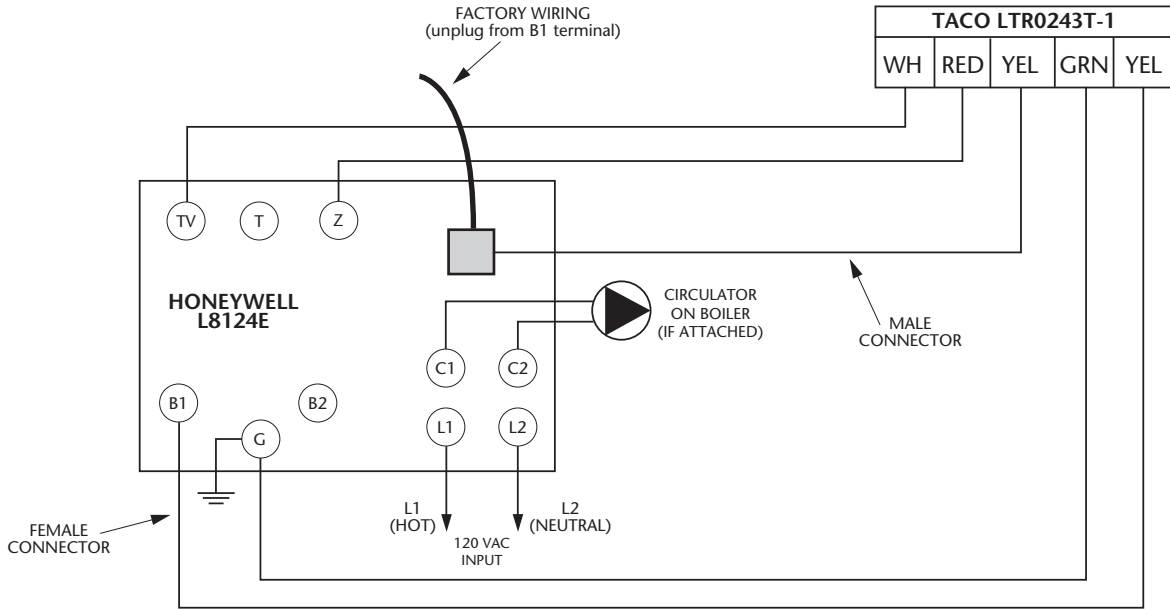 FACTORY WIRING
(unplug from B1 terminal)
TACO LTR0243T-1
WH RED YEL GRN YEL
TV T Z
HONEYWELL
L8124E
CIRCULATOR
ON BOILER
(IF ATTACHED)
MALE
CONNECTOR
C1 C2
B1 B2
L1 L2
G
FEMALE
CONNECTOR
L1
(HOT)
L2
(NEUTRAL)
120 VAC
INPUT